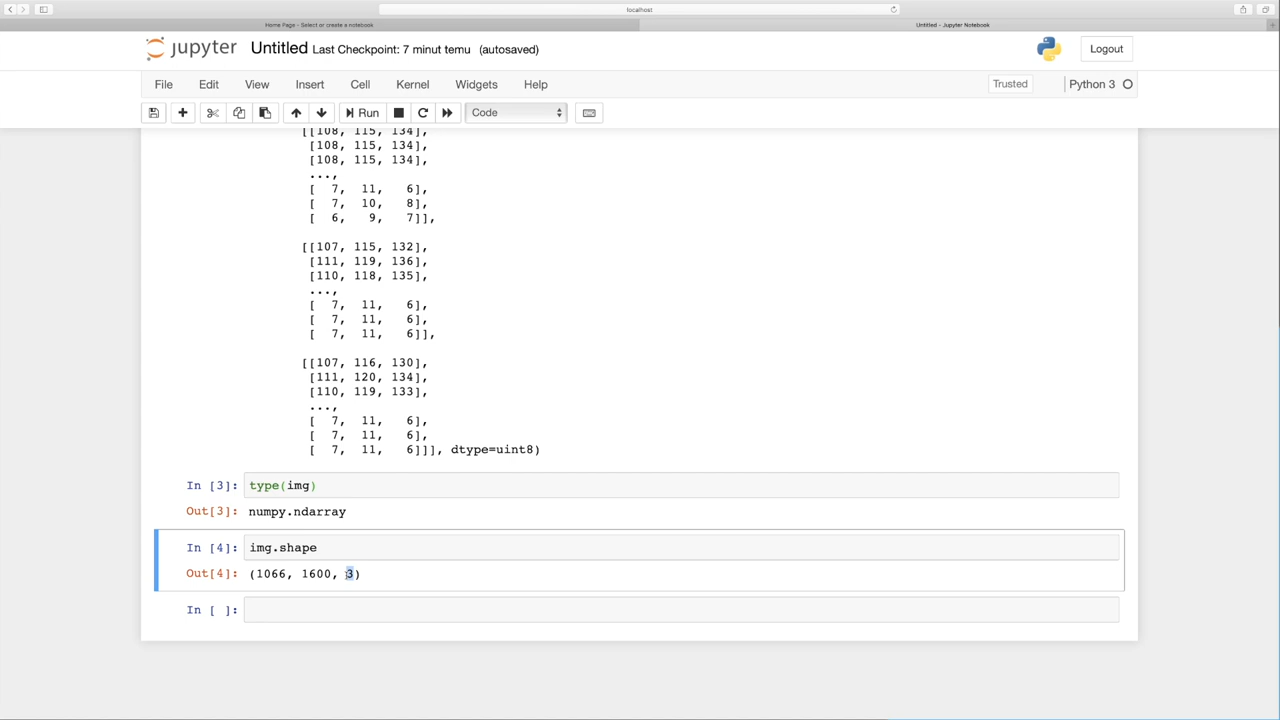 localhost
Home Page - Select or create a notebook
Untitled - Jupyter Notebook
jupyter Untitled Last Checkpoint: 7 minut temu (autosaved)
Logout
File Edit View Insert Cell Kernel Widgets Help
Trusted Python 3
Run Code
[[108, 115, 134],
[108, 115, 134],
[108, 115, 134],
...,
[ 7, 11, 6],
[ 7, 10, 8],
[ 6, 9, 7]],
[[107, 115, 132],
[111, 119, 136],
[110, 118, 135],
...,
[ 7, 11, 6],
[ 7, 11, 6],
[ 7, 11, 6]],
[[107, 116, 130],
[111, 120, 134],
[110, 119, 133],
...,
[ 7, 11, 6],
[ 7, 11, 6],
[ 7, 11, 6]]], dtype=uint8)
In [3]: type(img)
Out[3]: numpy.ndarray
In [4]: img.shape
Out[4]: (1066, 1600, 3)
In [ ]: